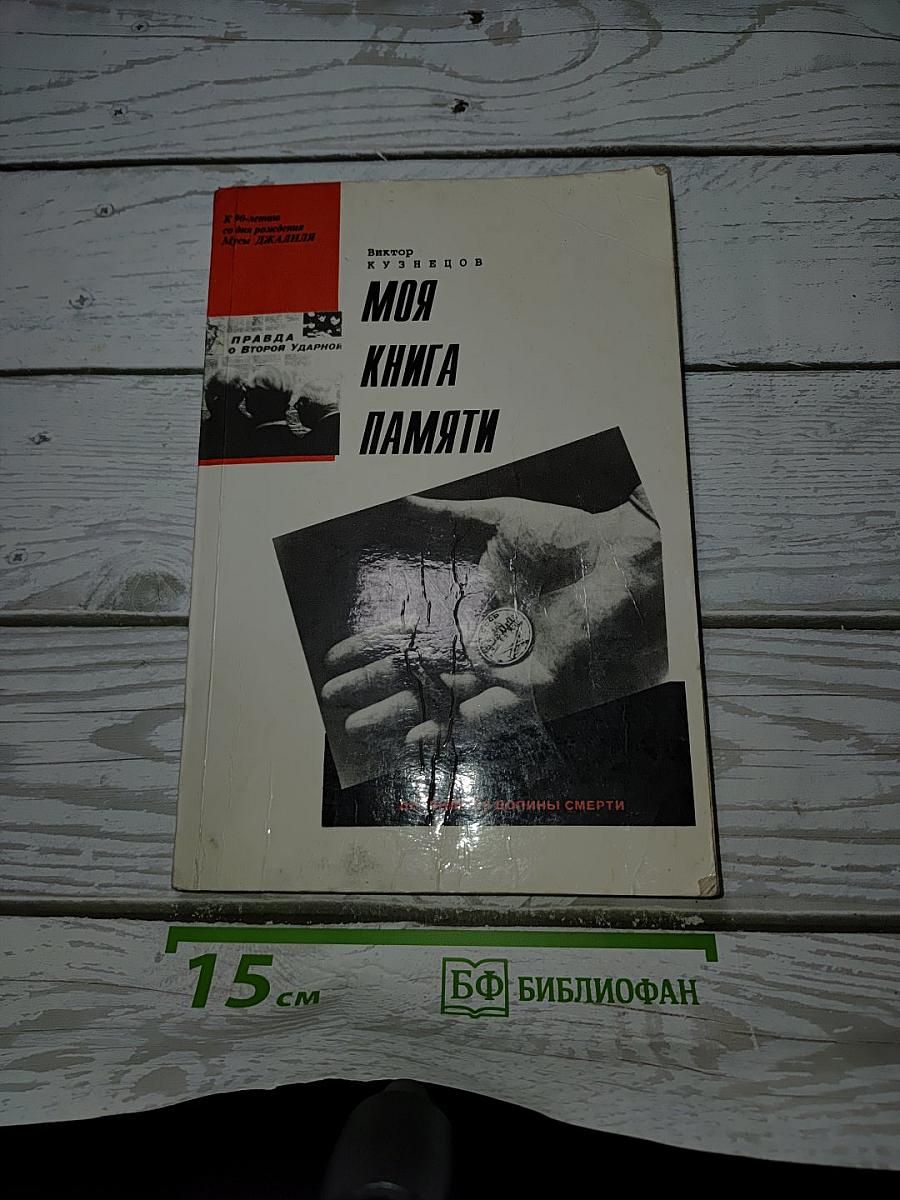 К 90-летию
со дня рождения
Мусы ДЖАЛИЛЯ
ПРАВДА
о Второй Ударной
Виктор
КУЗНЕЦОВ
МОЯ
КНИГА
ПАМЯТИ
ДОЛИНЫ СМЕРТИ
15 см
БФ БИБЛИОФАН